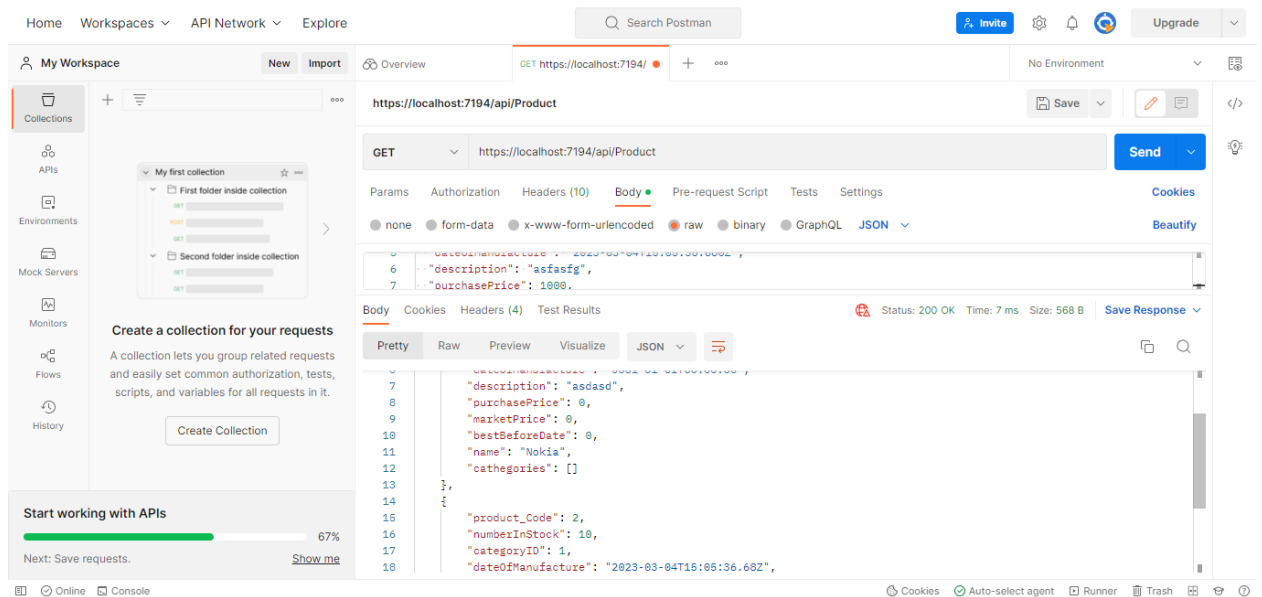 Home Workspaces API Network Explore Search Postman Invite Upgrade
My Workspace New Import Overview GET https://localhost:7194/ No Environment
Collections
APIs
Environments
Mock Servers
Monitors
Flows
History
My first collection
First folder inside collection
GET
POST
GET
Second folder inside collection
GET
GET
Create a collection for your requests
A collection lets you group related requests
and easily set common authorization, tests,
scripts, and variables for all requests in it.
Create Collection
Start working with APIs
67%
Next: Save requests. Show me
https://localhost:7194/api/Product Save
GET https://localhost:7194/api/Product Send
Params Authorization Headers (10) Body Pre-request Script Tests Settings Cookies
none form-data x-www-form-urlencoded raw binary GraphQL JSON Beautify
6 "description": "asfasfg",
7 "purchasePrice": 1000,
Body Cookies Headers (4) Test Results Status: 200 OK Time: 7 ms Size: 568 B Save Response
Pretty Raw Preview Visualize JSON
7 "description": "asdasd",
8 "purchasePrice": 0,
9 "marketPrice": 0,
10 "bestBeforeDate": 0,
11 "name": "Nokia",
12 "cathegories": []
13 },
14 {
15 "product_Code": 2,
16 "numberInStock": 10,
17 "categoryID": 1,
18 "dateOfManufacture": "2023-03-04T15:05:36.68Z",
Online Console Cookies Auto-select agent Runner Trash